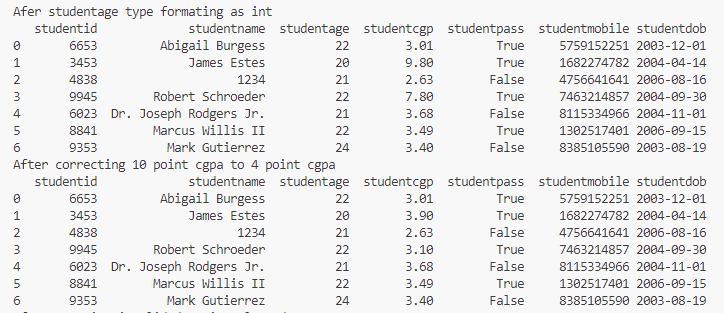 Afer studentage type formating as int
studentid studentname studentage studentcgp studentpass studentmobile studentdob
0 6653 Abigail Burgess 22 3.01 True 5759152251 2003-12-01
1 3453 James Estes 20 9.80 True 1682274782 2004-04-14
2 4838 1234 21 2.63 False 4756641641 2006-08-16
3 9945 Robert Schroeder 22 7.80 True 7463214857 2004-09-30
4 6023 Dr. Joseph Rodgers Jr. 21 3.68 False 8115334966 2004-11-01
5 8841 Marcus Willis II 22 3.49 True 1302517401 2006-09-15
6 9353 Mark Gutierrez 24 3.40 False 8385105590 2003-08-19
After correcting 10 point cgpa to 4 point cgpa
studentid studentname studentage studentcgp studentpass studentmobile studentdob
0 6653 Abigail Burgess 22 3.01 True 5759152251 2003-12-01
1 3453 James Estes 20 3.90 True 1682274782 2004-04-14
2 4838 1234 21 2.63 False 4756641641 2006-08-16
3 9945 Robert Schroeder 22 3.10 True 7463214857 2004-09-30
4 6023 Dr. Joseph Rodgers Jr. 21 3.68 False 8115334966 2004-11-01
5 8841 Marcus Willis II 22 3.49 True 1302517401 2006-09-15
6 9353 Mark Gutierrez 24 3.40 False 8385105590 2003-08-19